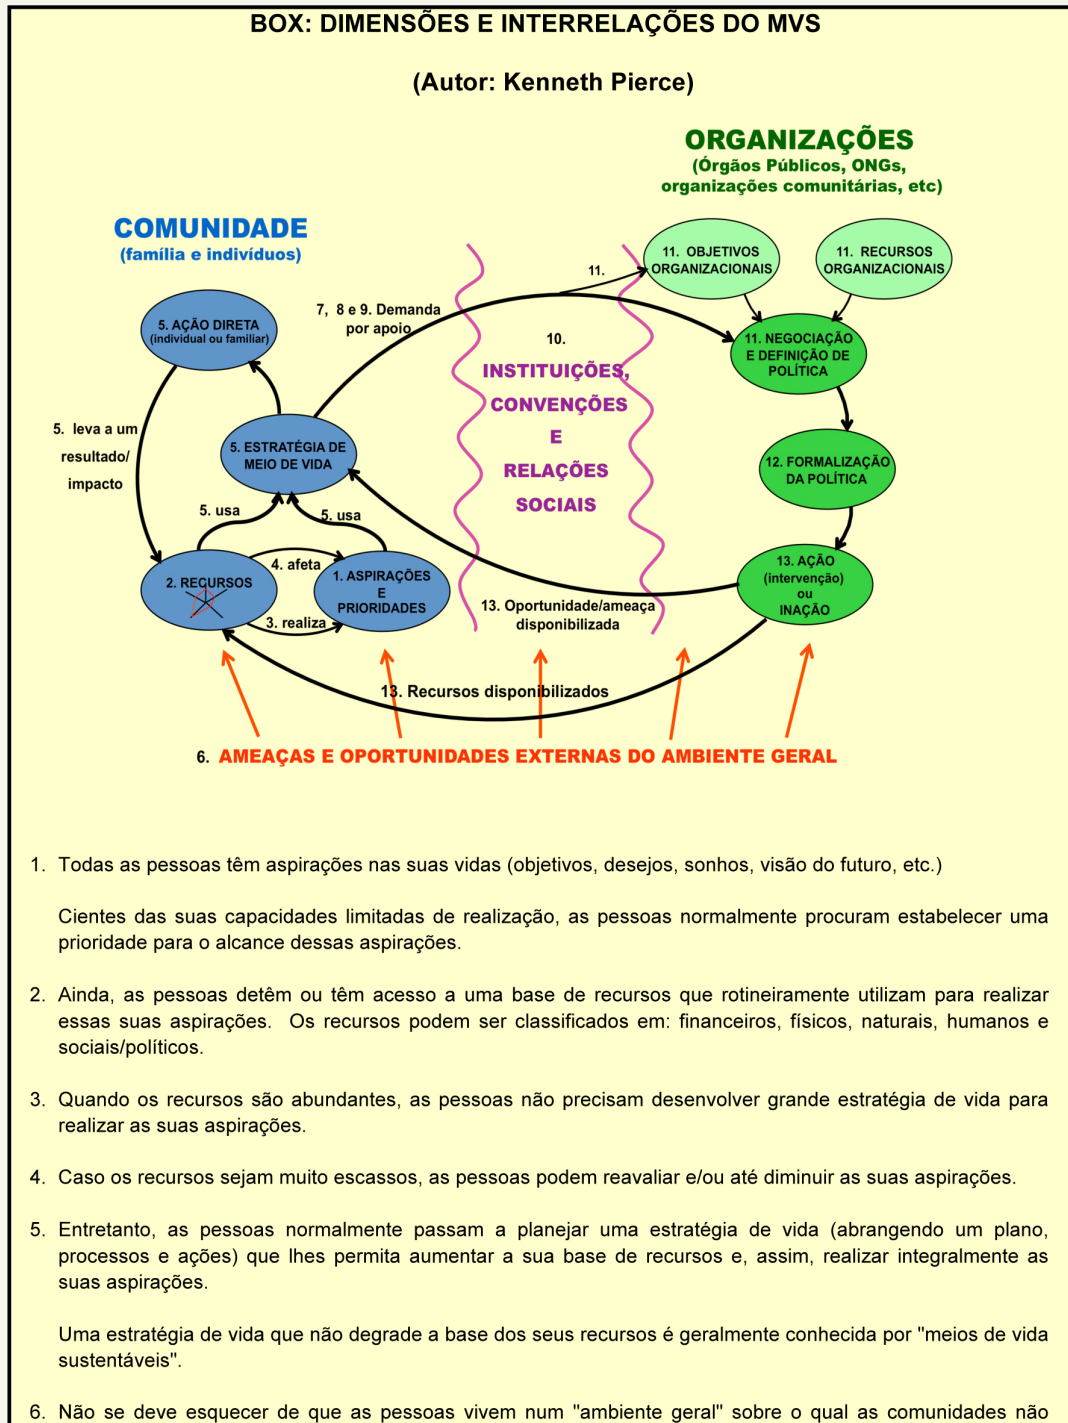 BOX: DIMENSÕES E INTERRELAÇÕES DO MVS
(Autor: Kenneth Pierce)
ORGANIZAÇÕES
(Órgãos Públicos, ONGs,
organizações comunitárias, etc)
COMUNIDADE
(família e indivíduos)
11. OBJETIVOS
ORGANIZACIONAIS
11. RECURSOS
ORGANIZACIONAIS
11.
7, 8 e 9. Demanda
por apoio
5. AÇÃO DIRETA
(individual ou familiar)
10.
INSTITUIÇÕES,
CONVENÇÕES
E
RELAÇÕES
SOCIAIS
11. NEGOCIAÇÃO
E DEFINIÇÃO DE
POLÍTICA
5. leva a um
resultado/
impacto
5. ESTRATÉGIA DE
MEIO DE VIDA
12. FORMALIZAÇÃO
DA POLÍTICA
5. usa
5. usa
4. afeta
2. RECURSOS
1. ASPIRAÇÕES
E
PRIORIDADES
3. realiza
13. AÇÃO
(intervenção)
ou
INAÇÃO
13. Oportunidade/ameaça
disponibilizada
13. Recursos disponibilizados
6. AMEAÇAS E OPORTUNIDADES EXTERNAS DO AMBIENTE GERAL
1. Todas as pessoas têm aspirações nas suas vidas (objetivos, desejos, sonhos, visão do futuro, etc.)
Cientes das suas capacidades limitadas de realização, as pessoas normalmente procuram estabelecer uma
prioridade para o alcance dessas aspirações.
2. Ainda, as pessoas detêm ou têm acesso a uma base de recursos que rotineiramente utilizam para realizar
essas suas aspirações. Os recursos podem ser classificados em: financeiros, físicos, naturais, humanos e
sociais/políticos.
3. Quando os recursos são abundantes, as pessoas não precisam desenvolver grande estratégia de vida para
realizar as suas aspirações.
4. Caso os recursos sejam muito escassos, as pessoas podem reavaliar e/ou até diminuir as suas aspirações.
5. Entretanto, as pessoas normalmente passam a planejar uma estratégia de vida (abrangendo um plano,
processos e ações) que lhes permita aumentar a sua base de recursos e, assim, realizar integralmente as
suas aspirações.
Uma estratégia de vida que não degrade a base dos seus recursos é geralmente conhecida por "meios de vida
sustentáveis".
6. Não se deve esquecer de que as pessoas vivem num "ambiente geral" sobre o qual as comunidades não